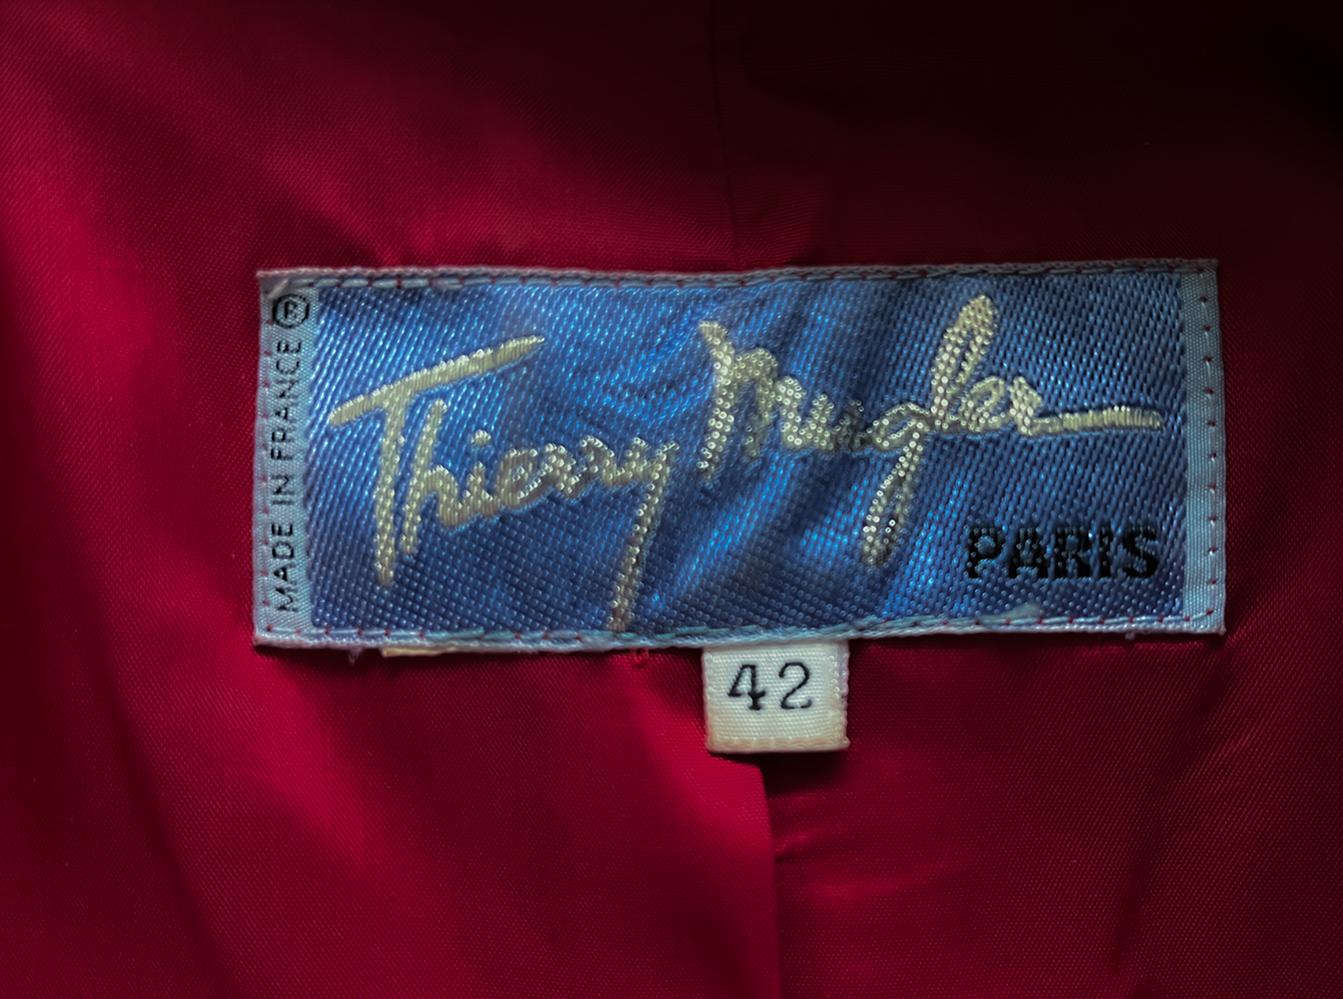 MADE IN FRANCE®
Thierry Mugler
PARIS
42